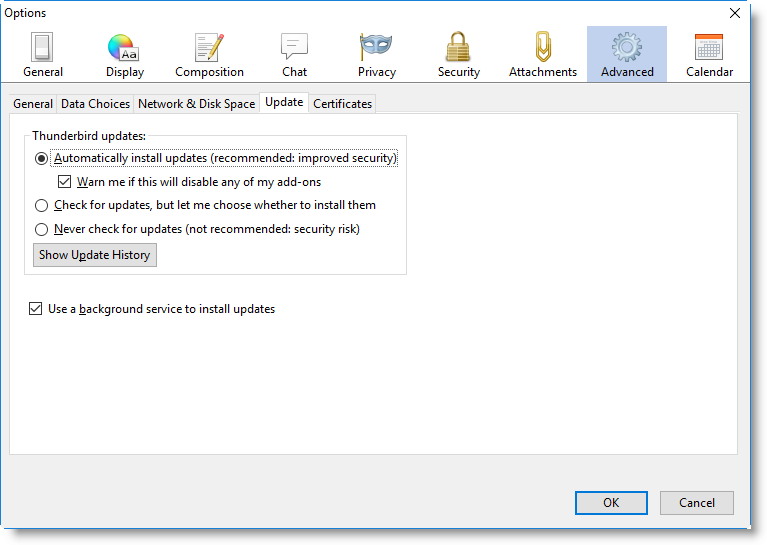 Options
Aa
General Display Composition Chat Privacy Security Attachments Advanced Calendar
General Data Choices Network & Disk Space Update Certificates
Thunderbird updates:
Automatically install updates (recommended: improved security)
Warn me if this will disable any of my add-ons
Check for updates, but let me choose whether to install them
Never check for updates (not recommended: security risk)
Show Update History
Use a background service to install updates
OK Cancel